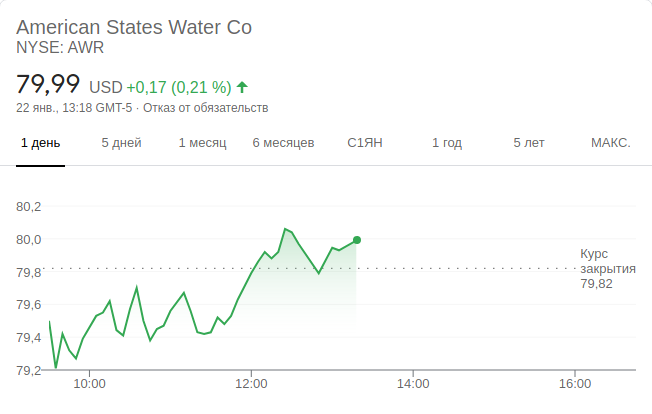 American States Water Co
NYSE: AWR
79,99 USD +0,17 (0,21 %)
22 янв., 13:18 GMT-5 · Отказ от обязательств
1 день 5 дней 1 месяц 6 месяцев С1ЯН 1 год 5 лет МАКС.
80,2
80,0
Курс
закрытия
79,82
79,8
79,6
79,4
79,2
10:00 12:00 14:00 16:00